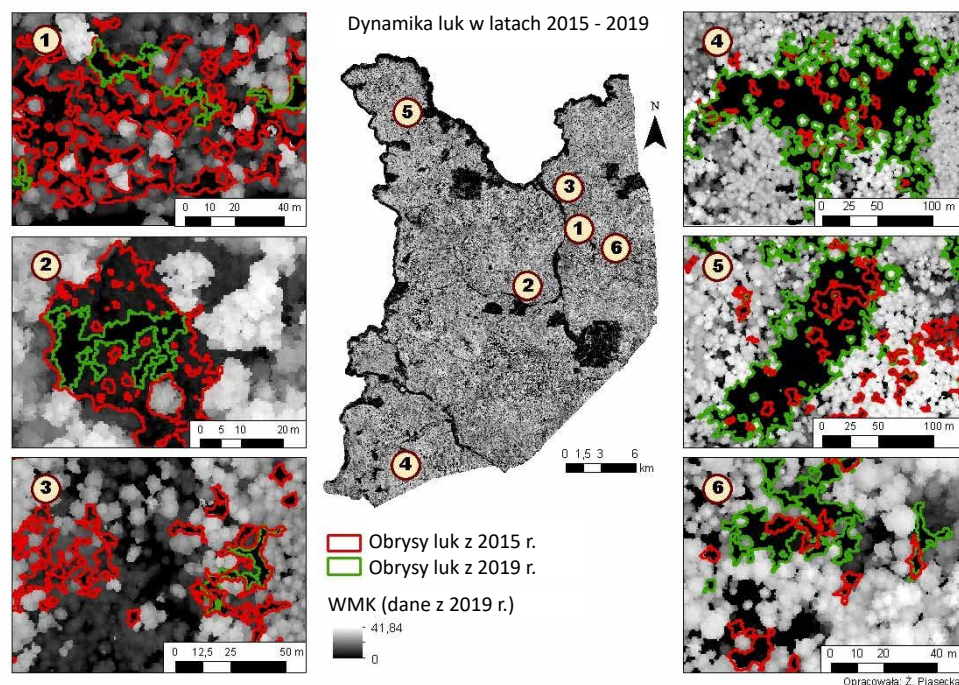 Dynamika luk w latach 2015 - 2019
1
0 10 20 40 m
2
0 5 10 20 m
3
0 12,5 25 50 m
5
3
1
6
2
4
N
0 1,5 3 6
km
Obrysy luk z 2015 r.
Obrysy luk z 2019 r.
WMK (dane z 2019 r.)
41,84
0
4
0 25 50 100 m
5
0 25 50 100 m
6
0 10 20 40 m
Opracowała: Ż. Piasecka